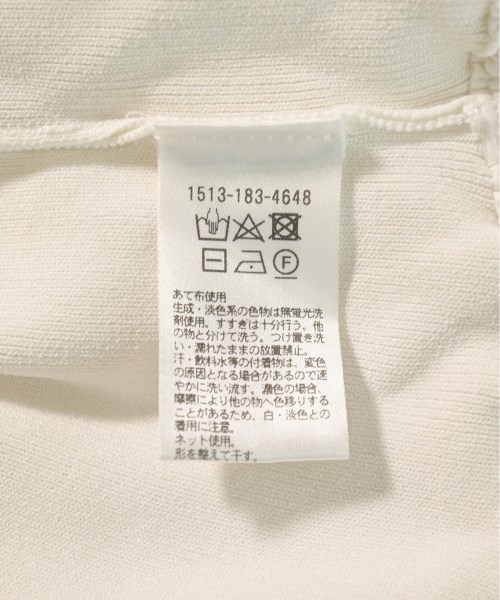 1513-183-4648
F
あて布使用
生成・淡色系の色物は無蛍光洗
剤使用。すすぎは十分行う、他
の物と分けて洗う。つけ置き洗
い・濡れたままの放置禁止。
汗・飲料水等の付着物は、変色
の原因となる場合があるので速
やかに洗い流す。濃色の場合、
摩擦により他の物へ色移りする
ことがあるため、白・淡色との
着用に注意。
ネット使用。
形を整えて干す。